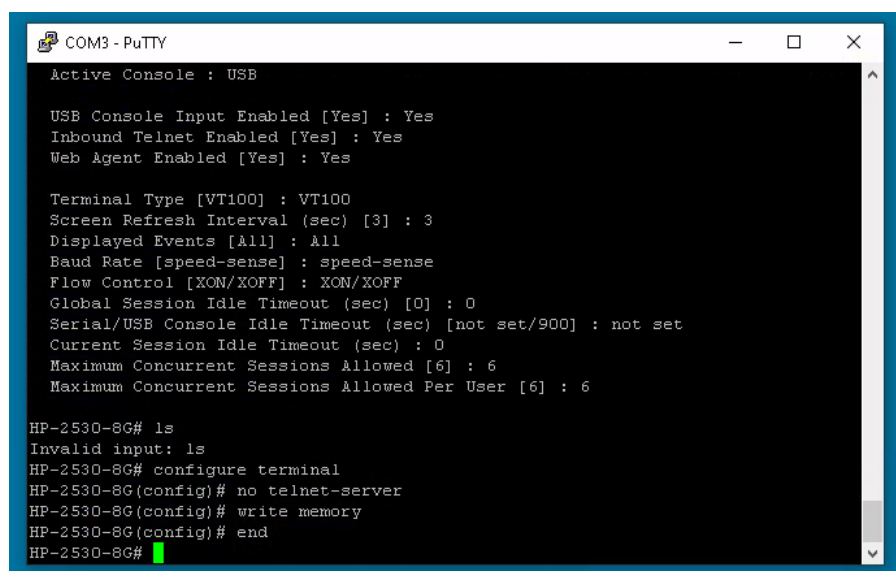 COM3 - PuTTY
Active Console : USB
USB Console Input Enabled [Yes] : Yes
Inbound Telnet Enabled [Yes] : Yes
Web Agent Enabled [Yes] : Yes
Terminal Type [VT100] : VT100
Screen Refresh Interval (sec) [3] : 3
Displayed Events [All] : All
Baud Rate [speed-sense] : speed-sense
Flow Control [XON/XOFF] : XON/XOFF
Global Session Idle Timeout (sec) [0] : 0
Serial/USB Console Idle Timeout (sec) [not set/900] : not set
Current Session Idle Timeout (sec) : 0
Maximum Concurrent Sessions Allowed [6] : 6
Maximum Concurrent Sessions Allowed Per User [6] : 6
HP-2530-8G# ls
Invalid input: ls
HP-2530-8G# configure terminal
HP-2530-8G(config)# no telnet-server
HP-2530-8G(config)# write memory
HP-2530-8G(config)# end
HP-2530-8G#